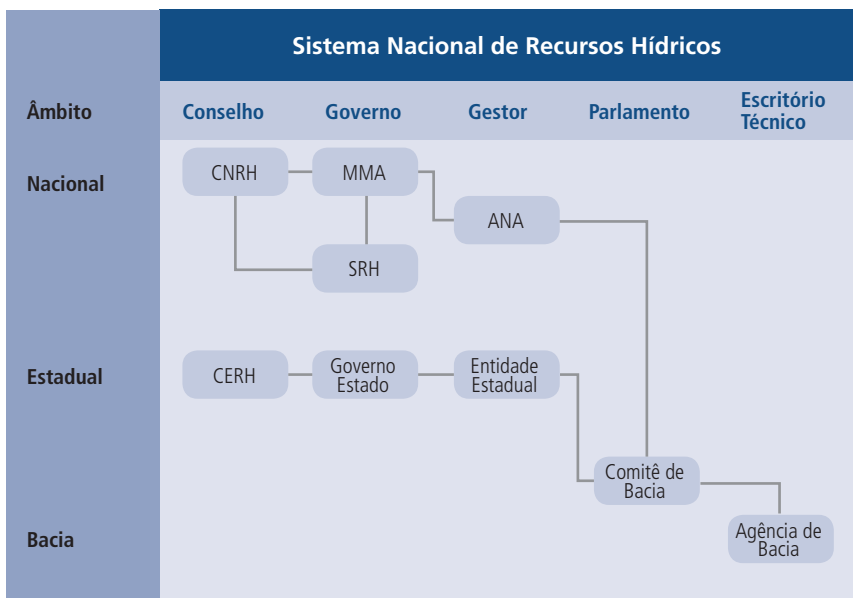 Sistema Nacional de Recursos Hídricos
Âmbito
Conselho
Governo
Gestor
Parlamento
Escritório
Técnico
Nacional
CNRH
MMA
ANA
SRH
Estadual
CERH
Governo
Estado
Entidade
Estadual
Comitê de
Bacia
Bacia
Agência de
Bacia